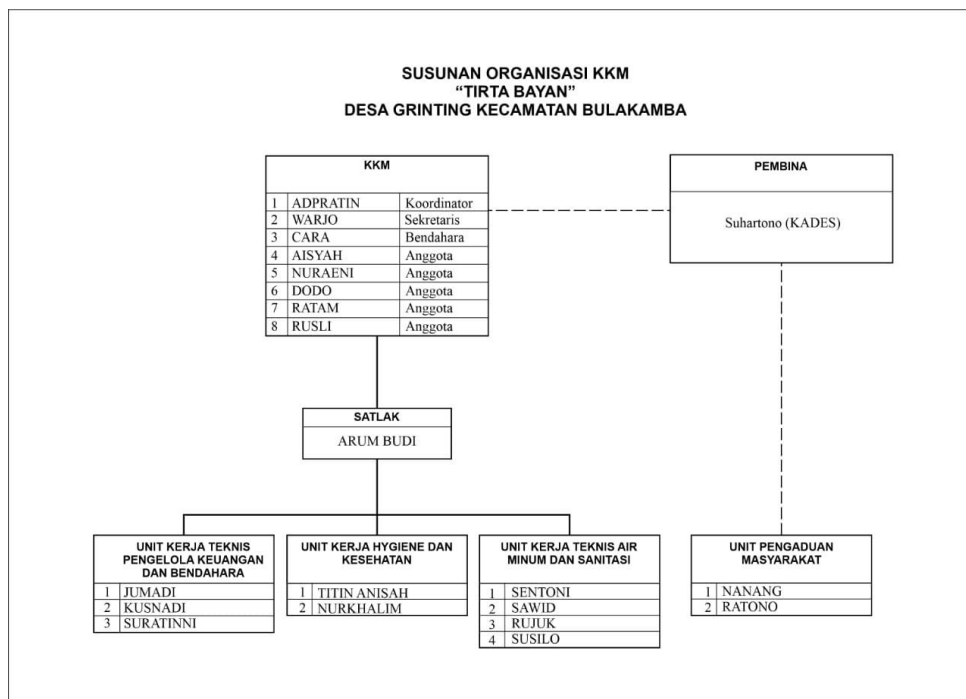 SUSUNAN ORGANISASI KKM
“TIRTA BAYAN”
DESA GRINTING KECAMATAN BULAKAMBA
KKM
1 ADPRATIN Koordinator
2 WARJO Sekretaris
3 CARA Bendahara
4 AISYAH Anggota
5 NURAENI Anggota
6 DODO Anggota
7 RATAM Anggota
8 RUSLI Anggota
PEMBINA
Suhartono (KADES)
SATLAK
ARUM BUDI
UNIT KERJA TEKNIS
PENGELOLA KEUANGAN
DAN BENDAHARA
1 JUMADI
2 KUSNADI
3 SURATINNI
UNIT KERJA HYGIENE DAN
KESEHATAN
1 TITIN ANISAH
2 NURKHALIM
UNIT KERJA TEKNIS AIR
MINUM DAN SANITASI
1 SENTONI
2 SAWID
3 RUJUK
4 SUSILO
UNIT PENGADUAN
MASYARAKAT
1 NANANG
2 RATONO